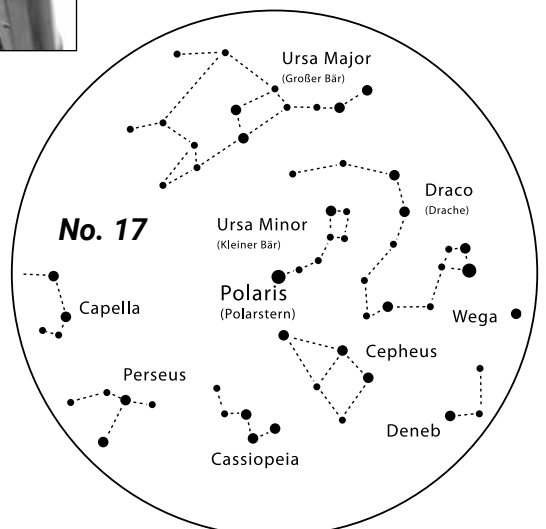 Ursa Major
(Großer Bär)
Draco
(Drache)
Ursa Minor
(Kleiner Bär)
No. 17
Polaris
(Polarstern)
Capella
Wega
Cepheus
Perseus
Deneb
Cassiopeia